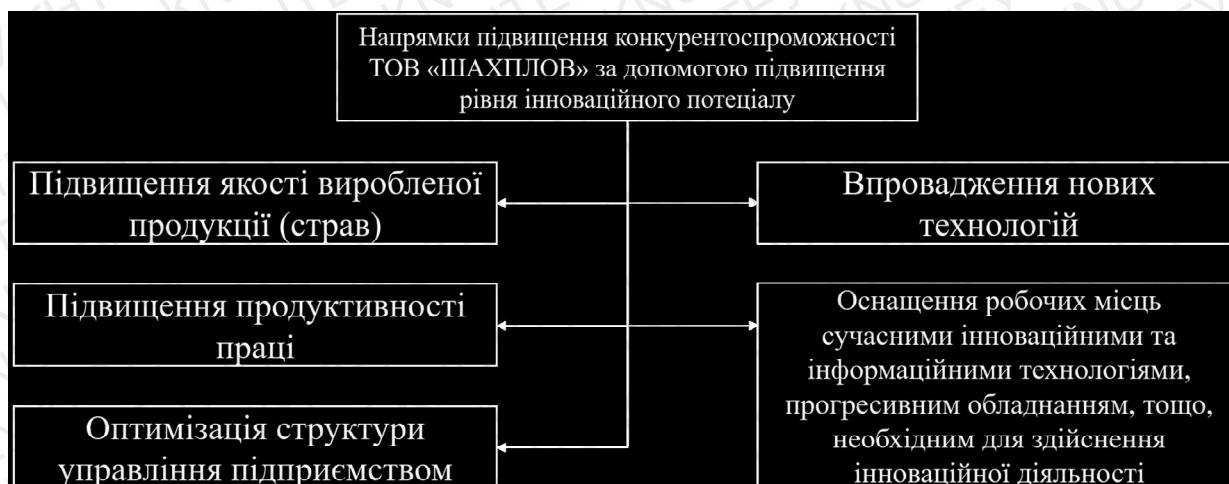 Напрямки підвищення конкурентоспроможності
ТОВ «ШАХПЛОВ» за допомогою підвищення
рівня інноваційного потеціалу
Підвищення якості виробленої
продукції (страв)
Впровадження нових
технологій
Підвищення продуктивності
праці
Оснащення робочих місць
сучасними інноваційними та
інформаційними технологіями,
прогресивним обладнанням, тощо,
необхідним для здійснення
інноваційної діяльності
Оптимізація структури
управління підприємством